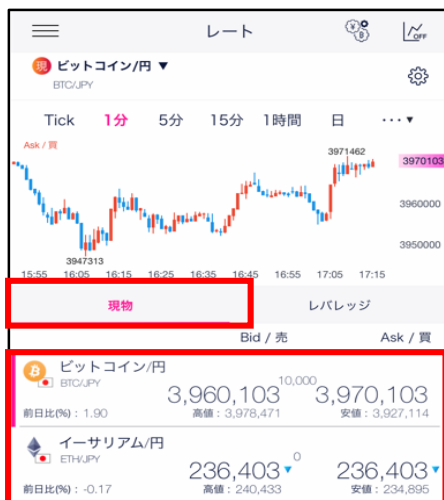 レート
¥
B
OFF
現 ビットコイン/円 ▼
BTC/JPY
Tick 1分 5分 15分 1時間 日 ··· ▼
Ask / 買
3971462
3970103
3960000
3950000
3947313
15:55 16:05 16:15 16:25 16:35 16:45 16:55 17:05 17:15
現物 レバレッジ
Bid / 売 Ask / 買
ビットコイン/円
BTC/JPY
10,000
3,960,103 3,970,103
前日比(%) : 1.90 高値 : 3,978,471 安値 : 3,927,114
イーサリアム/円
ETH/JPY
0
236,403 ▼ 236,403 ▼
前日比(%) : -0.17 高値 : 240,433 安値 : 234,895